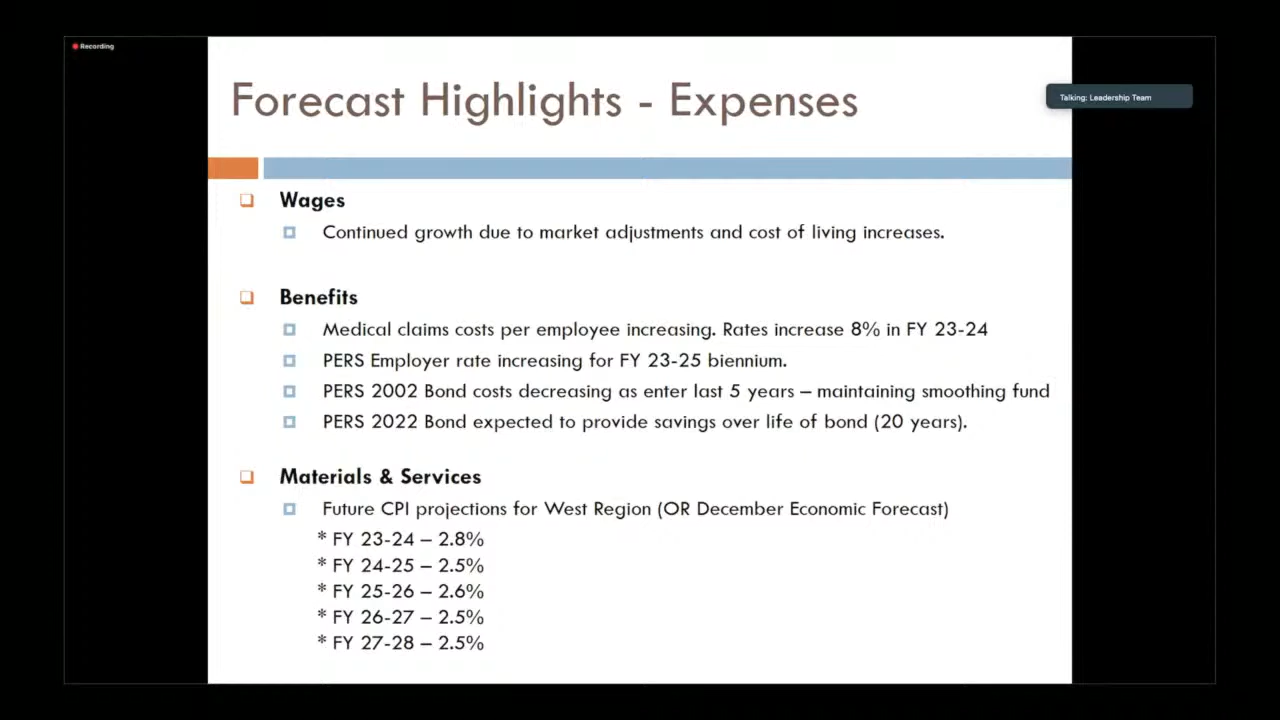 Recording
Forecast Highlights - Expenses
Talking: Leadership Team
Wages
Continued growth due to market adjustments and cost of living increases.
Benefits
Medical claims costs per employee increasing. Rates increase 8% in FY 23-24
PERS Employer rate increasing for FY 23-25 biennium.
PERS 2002 Bond costs decreasing as enter last 5 years – maintaining smoothing fund
PERS 2022 Bond expected to provide savings over life of bond (20 years).
Materials & Services
Future CPI projections for West Region (OR December Economic Forecast)
* FY 23-24 – 2.8%
* FY 24-25 – 2.5%
* FY 25-26 – 2.6%
* FY 26-27 – 2.5%
* FY 27-28 – 2.5%